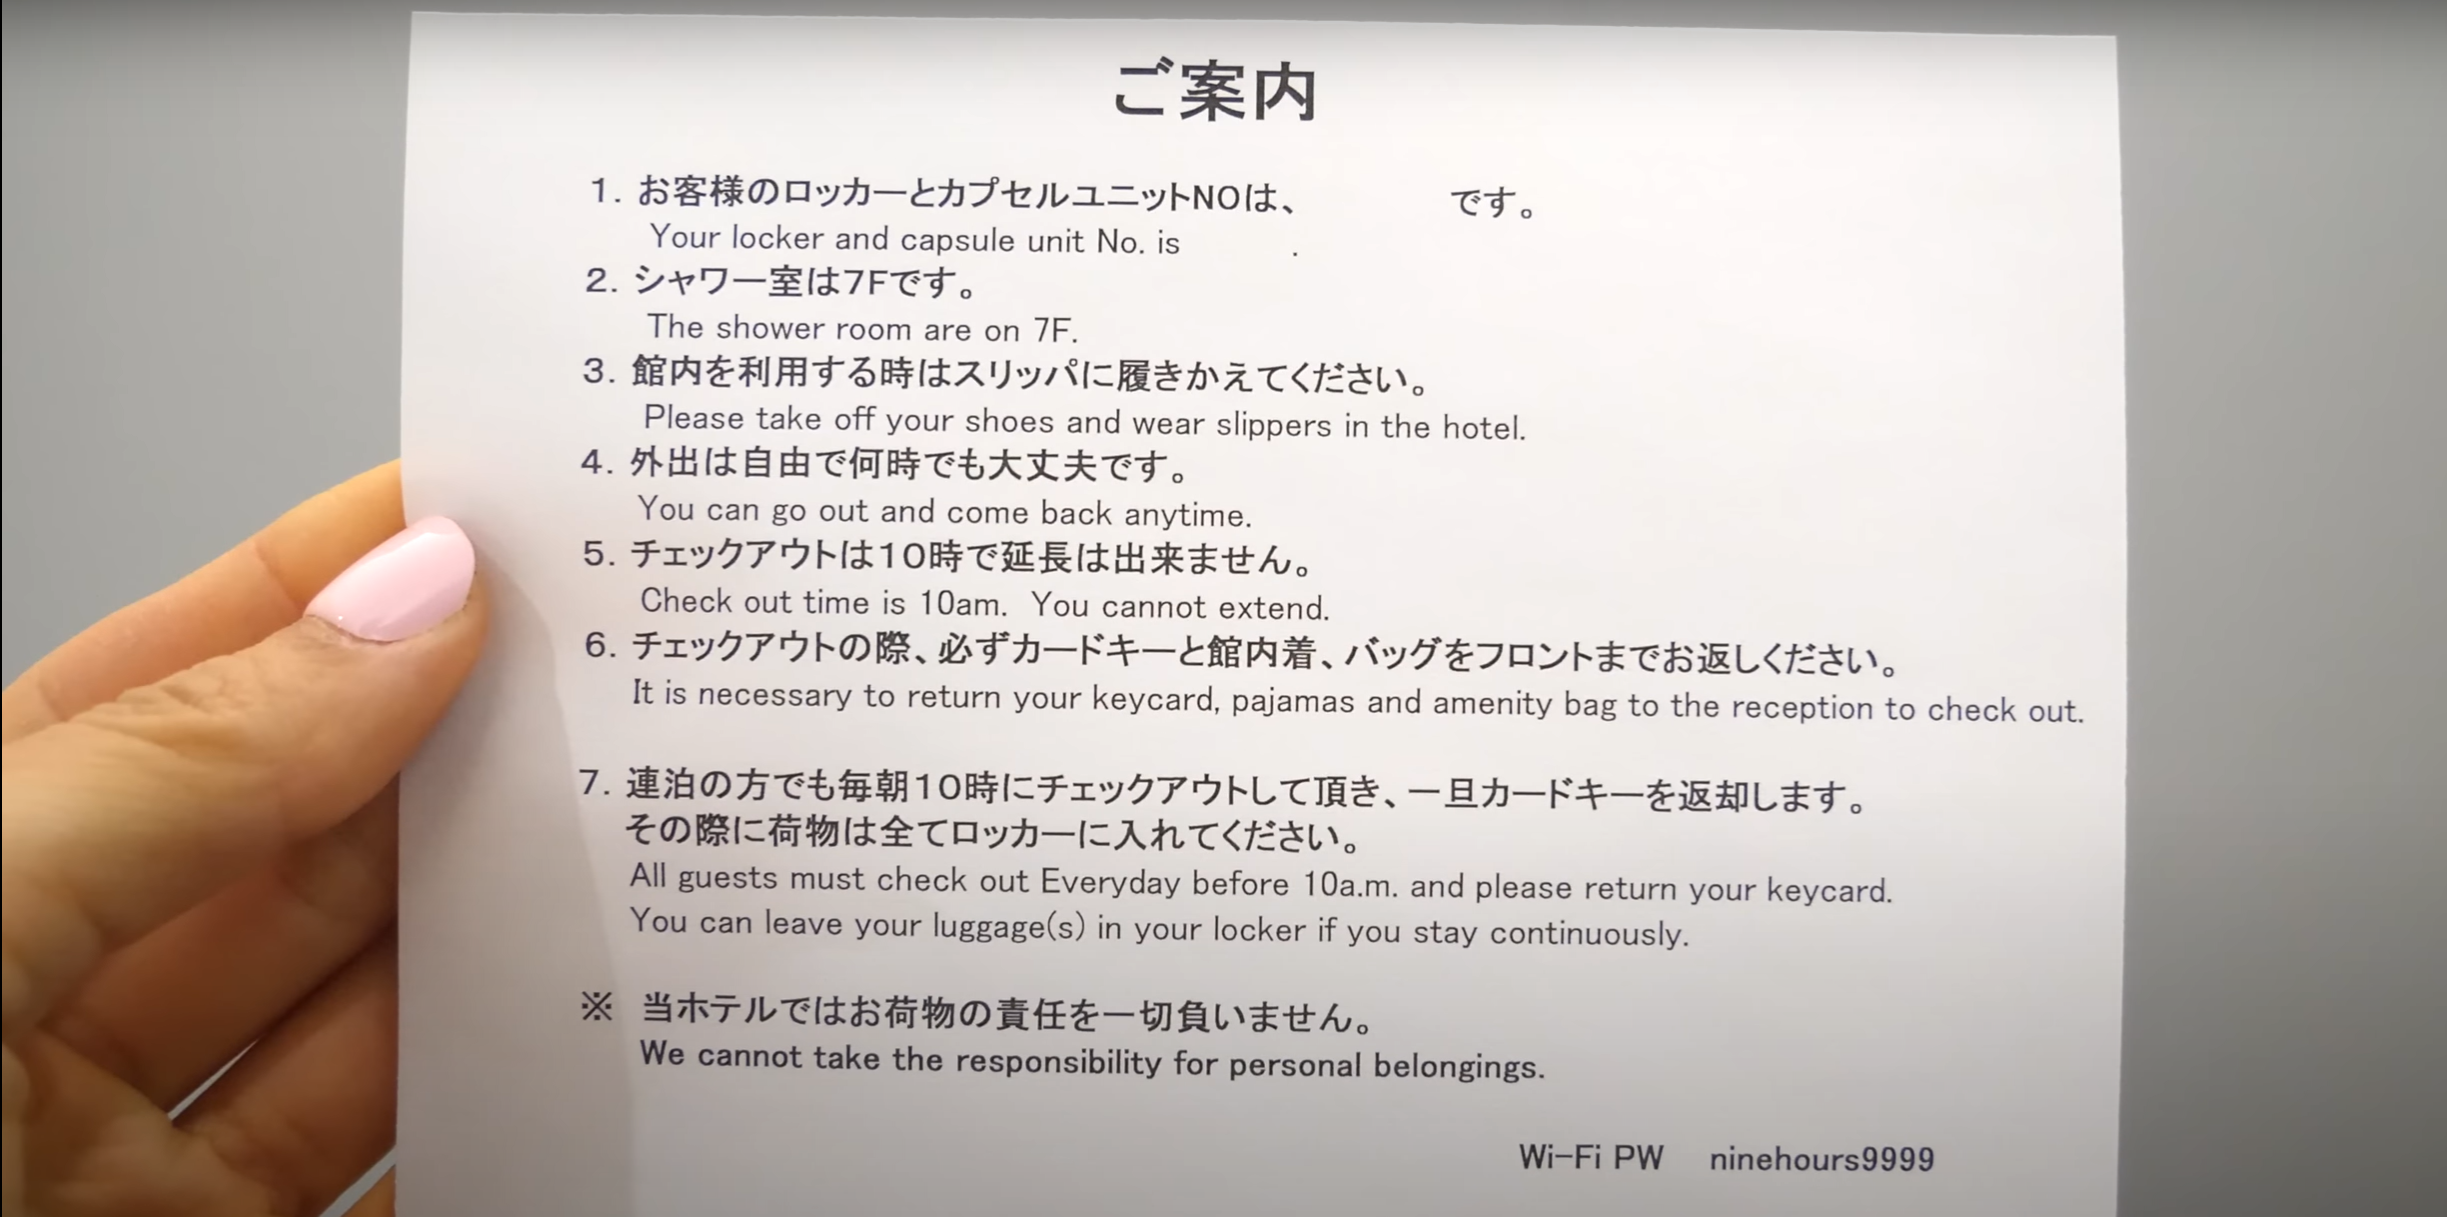 ご案内
1. お客様のロッカーとカプセルユニットNOは、 です。
Your locker and capsule unit No. is .
2. シャワー室は7Fです。
The shower room are on 7F.
3. 館内を利用する時はスリッパに履きかえてください。
Please take off your shoes and wear slippers in the hotel.
4. 外出は自由で何時でも大丈夫です。
You can go out and come back anytime.
5. チェックアウトは10時で延長は出来ません。
Check out time is 10am. You cannot extend.
6. チェックアウトの際、必ずカードキーと館内着、バッグをフロントまでお返しください。
It is necessary to return your keycard, pajamas and amenity bag to the reception to check out.
7. 連泊の方でも毎朝10時にチェックアウトして頂き、一旦カードキーを返却します。
その際に荷物は全てロッカーに入れてください。
All guests must check out Everyday before 10a.m. and please return your keycard.
You can leave your luggage(s) in your locker if you stay continuously.
※ 当ホテルではお荷物の責任を一切負いません。
We cannot take the responsibility for personal belongings.
Wi-Fi PW ninehours9999